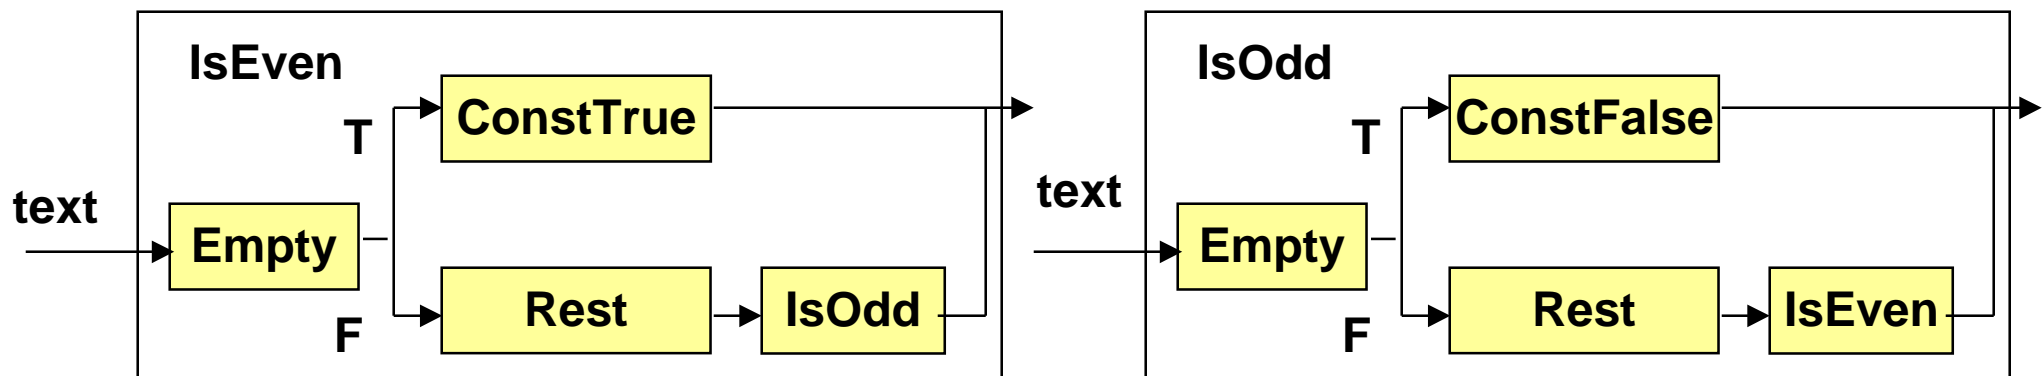 IsEven
ConstTrue
T
text
Empty
Rest
IsOdd
F
IsOdd
ConstFalse
T
text
Empty
Rest
IsEven
F